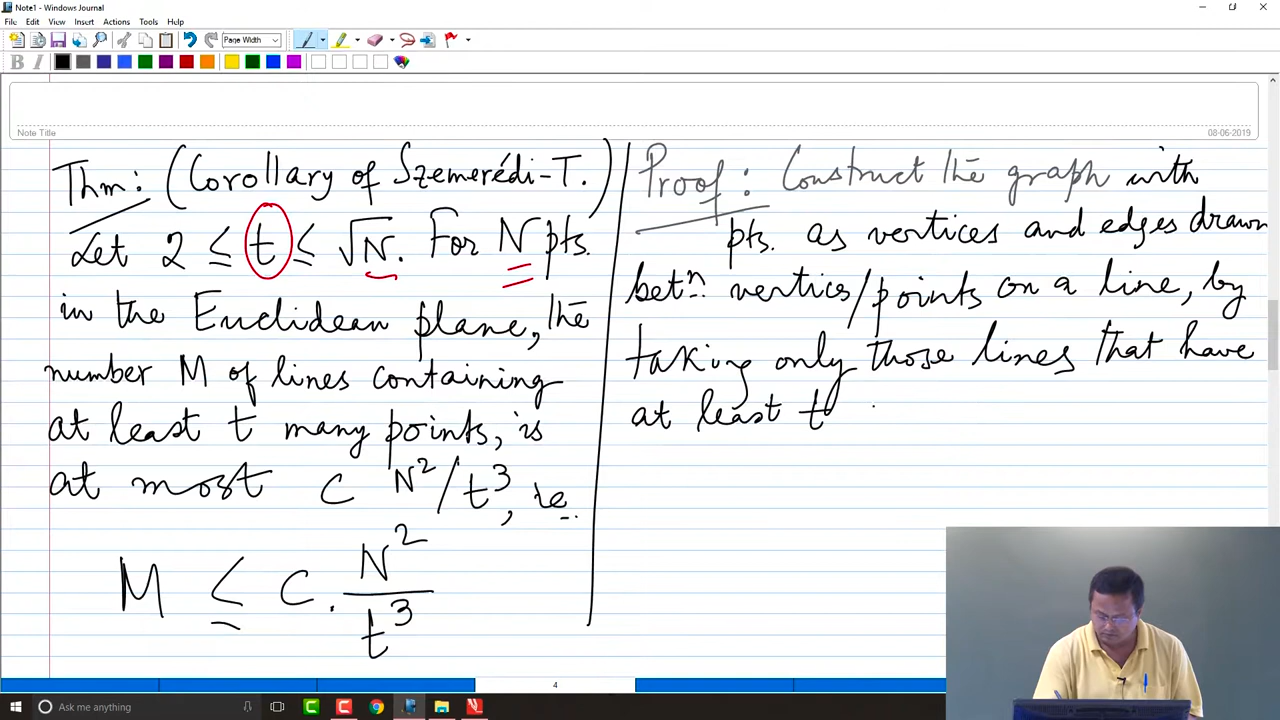 Note1 - Windows Journal
File Edit View Insert Actions Tools Help
Page Width
B I
Note Title
08-06-2019
Thm: (Corollary of Szemerédi-T.)
Let 2 ≤ t ≤ √N. For N pts.
in the Euclidean plane, the
number M of lines containing
at least t many points, is
at most C N²/t³, ie
M ≤ C. N²/t³
Proof: Construct the graph with
pts. as vertices and edges drawn
betⁿ vertices/points on a line, by
taking only those lines that have
at least t
4
Ask me anything